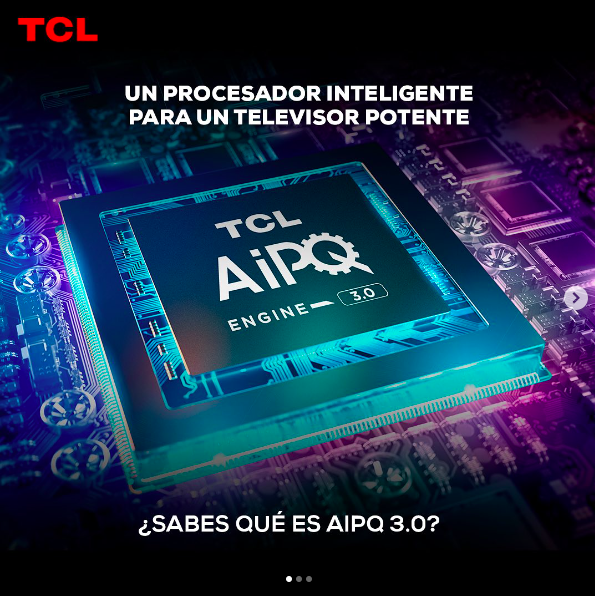 TCL
UN PROCESADOR INTELIGENTE
PARA UN TELEVISOR POTENTE
TCL
AiPQ
ENGINE 3.0
¿SABES QUÉ ES AIPQ 3.0?